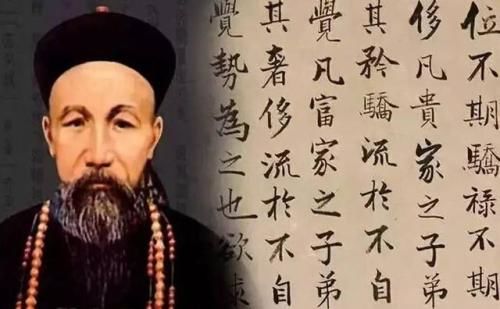 位不期驕祿不期
侈凡貴家之子弟
其矜驕流於不自
覺凡富家之子弟
其奢侈流於不自
覺勢為之也欲求